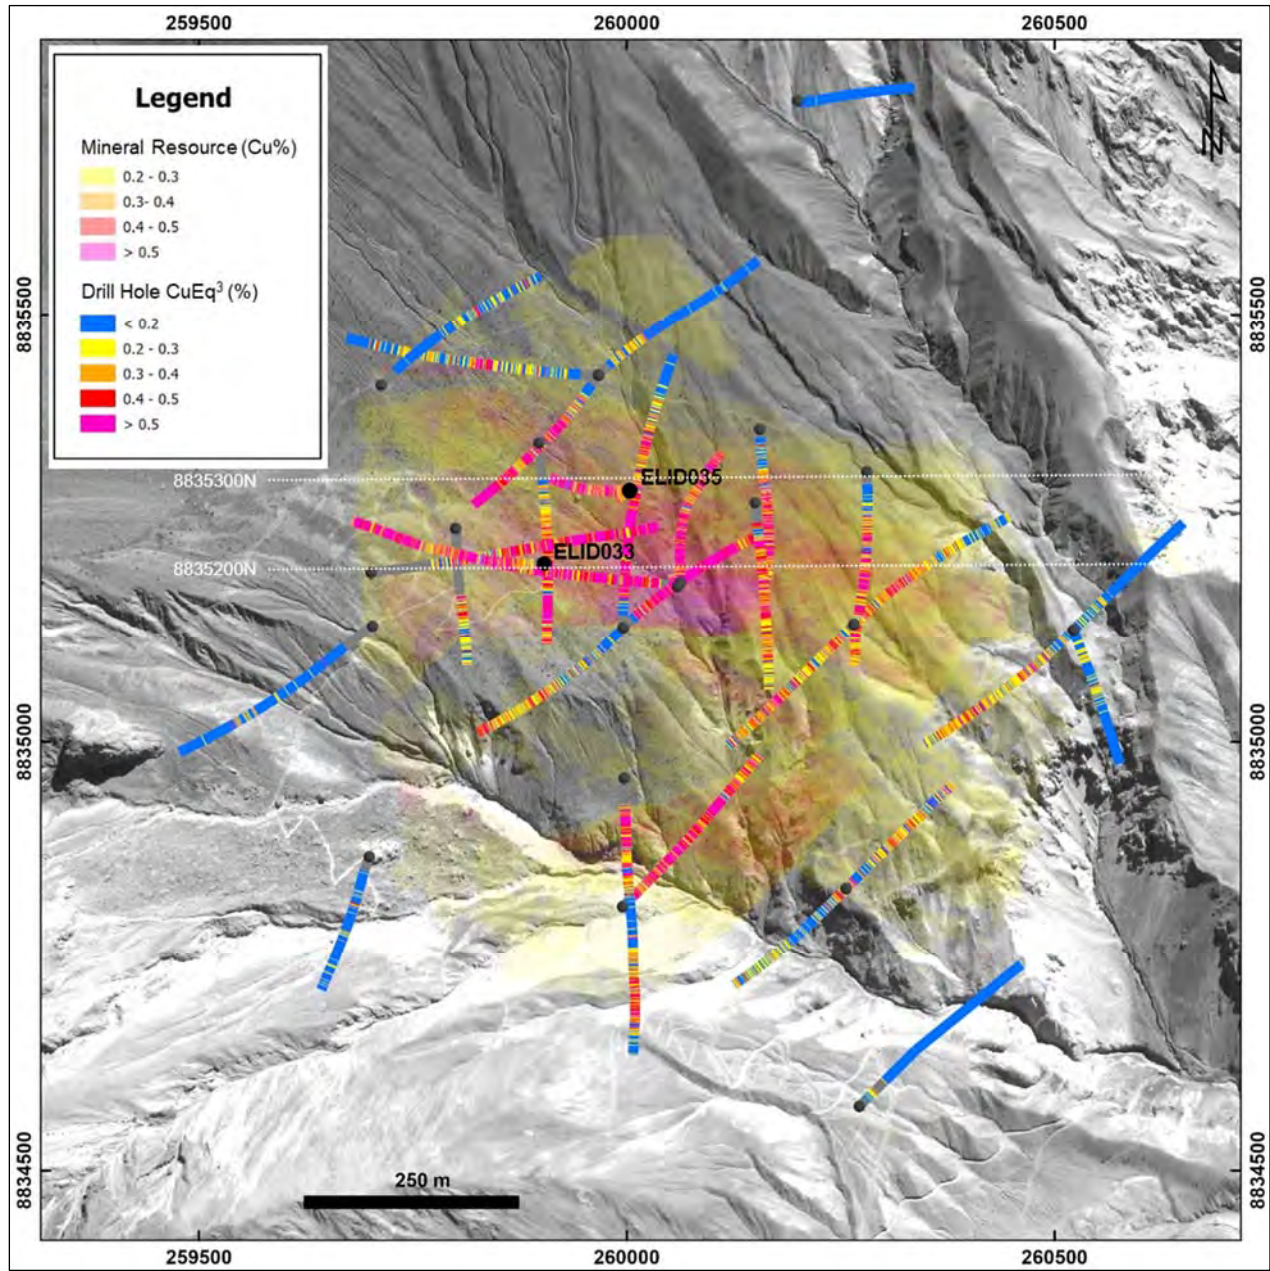 259500 260000 260500
Legend
Mineral Resource (Cu%)
0.2 - 0.3
0.3- 0.4
0.4 - 0.5
> 0.5
Drill Hole CuEq³ (%)
< 0.2
0.2 - 0.3
0.3 - 0.4
0.4 - 0.5
> 0.5
N
8835500 8835500
8835300N
ELID035
ELID033
8835200N
8835000 8835000
8834500 8834500
250 m
259500 260000 260500